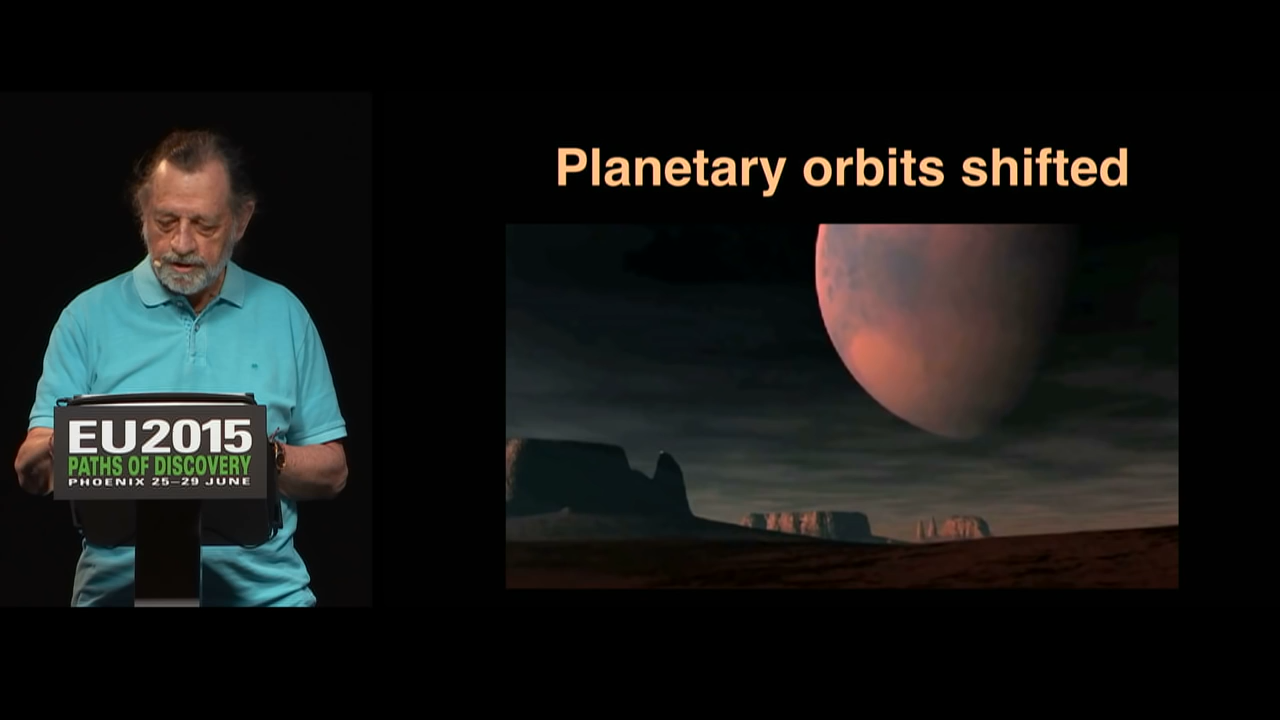 Planetary orbits shifted
EU2015
PATHS OF DISCOVERY
PHOENIX 25–29 JUNE